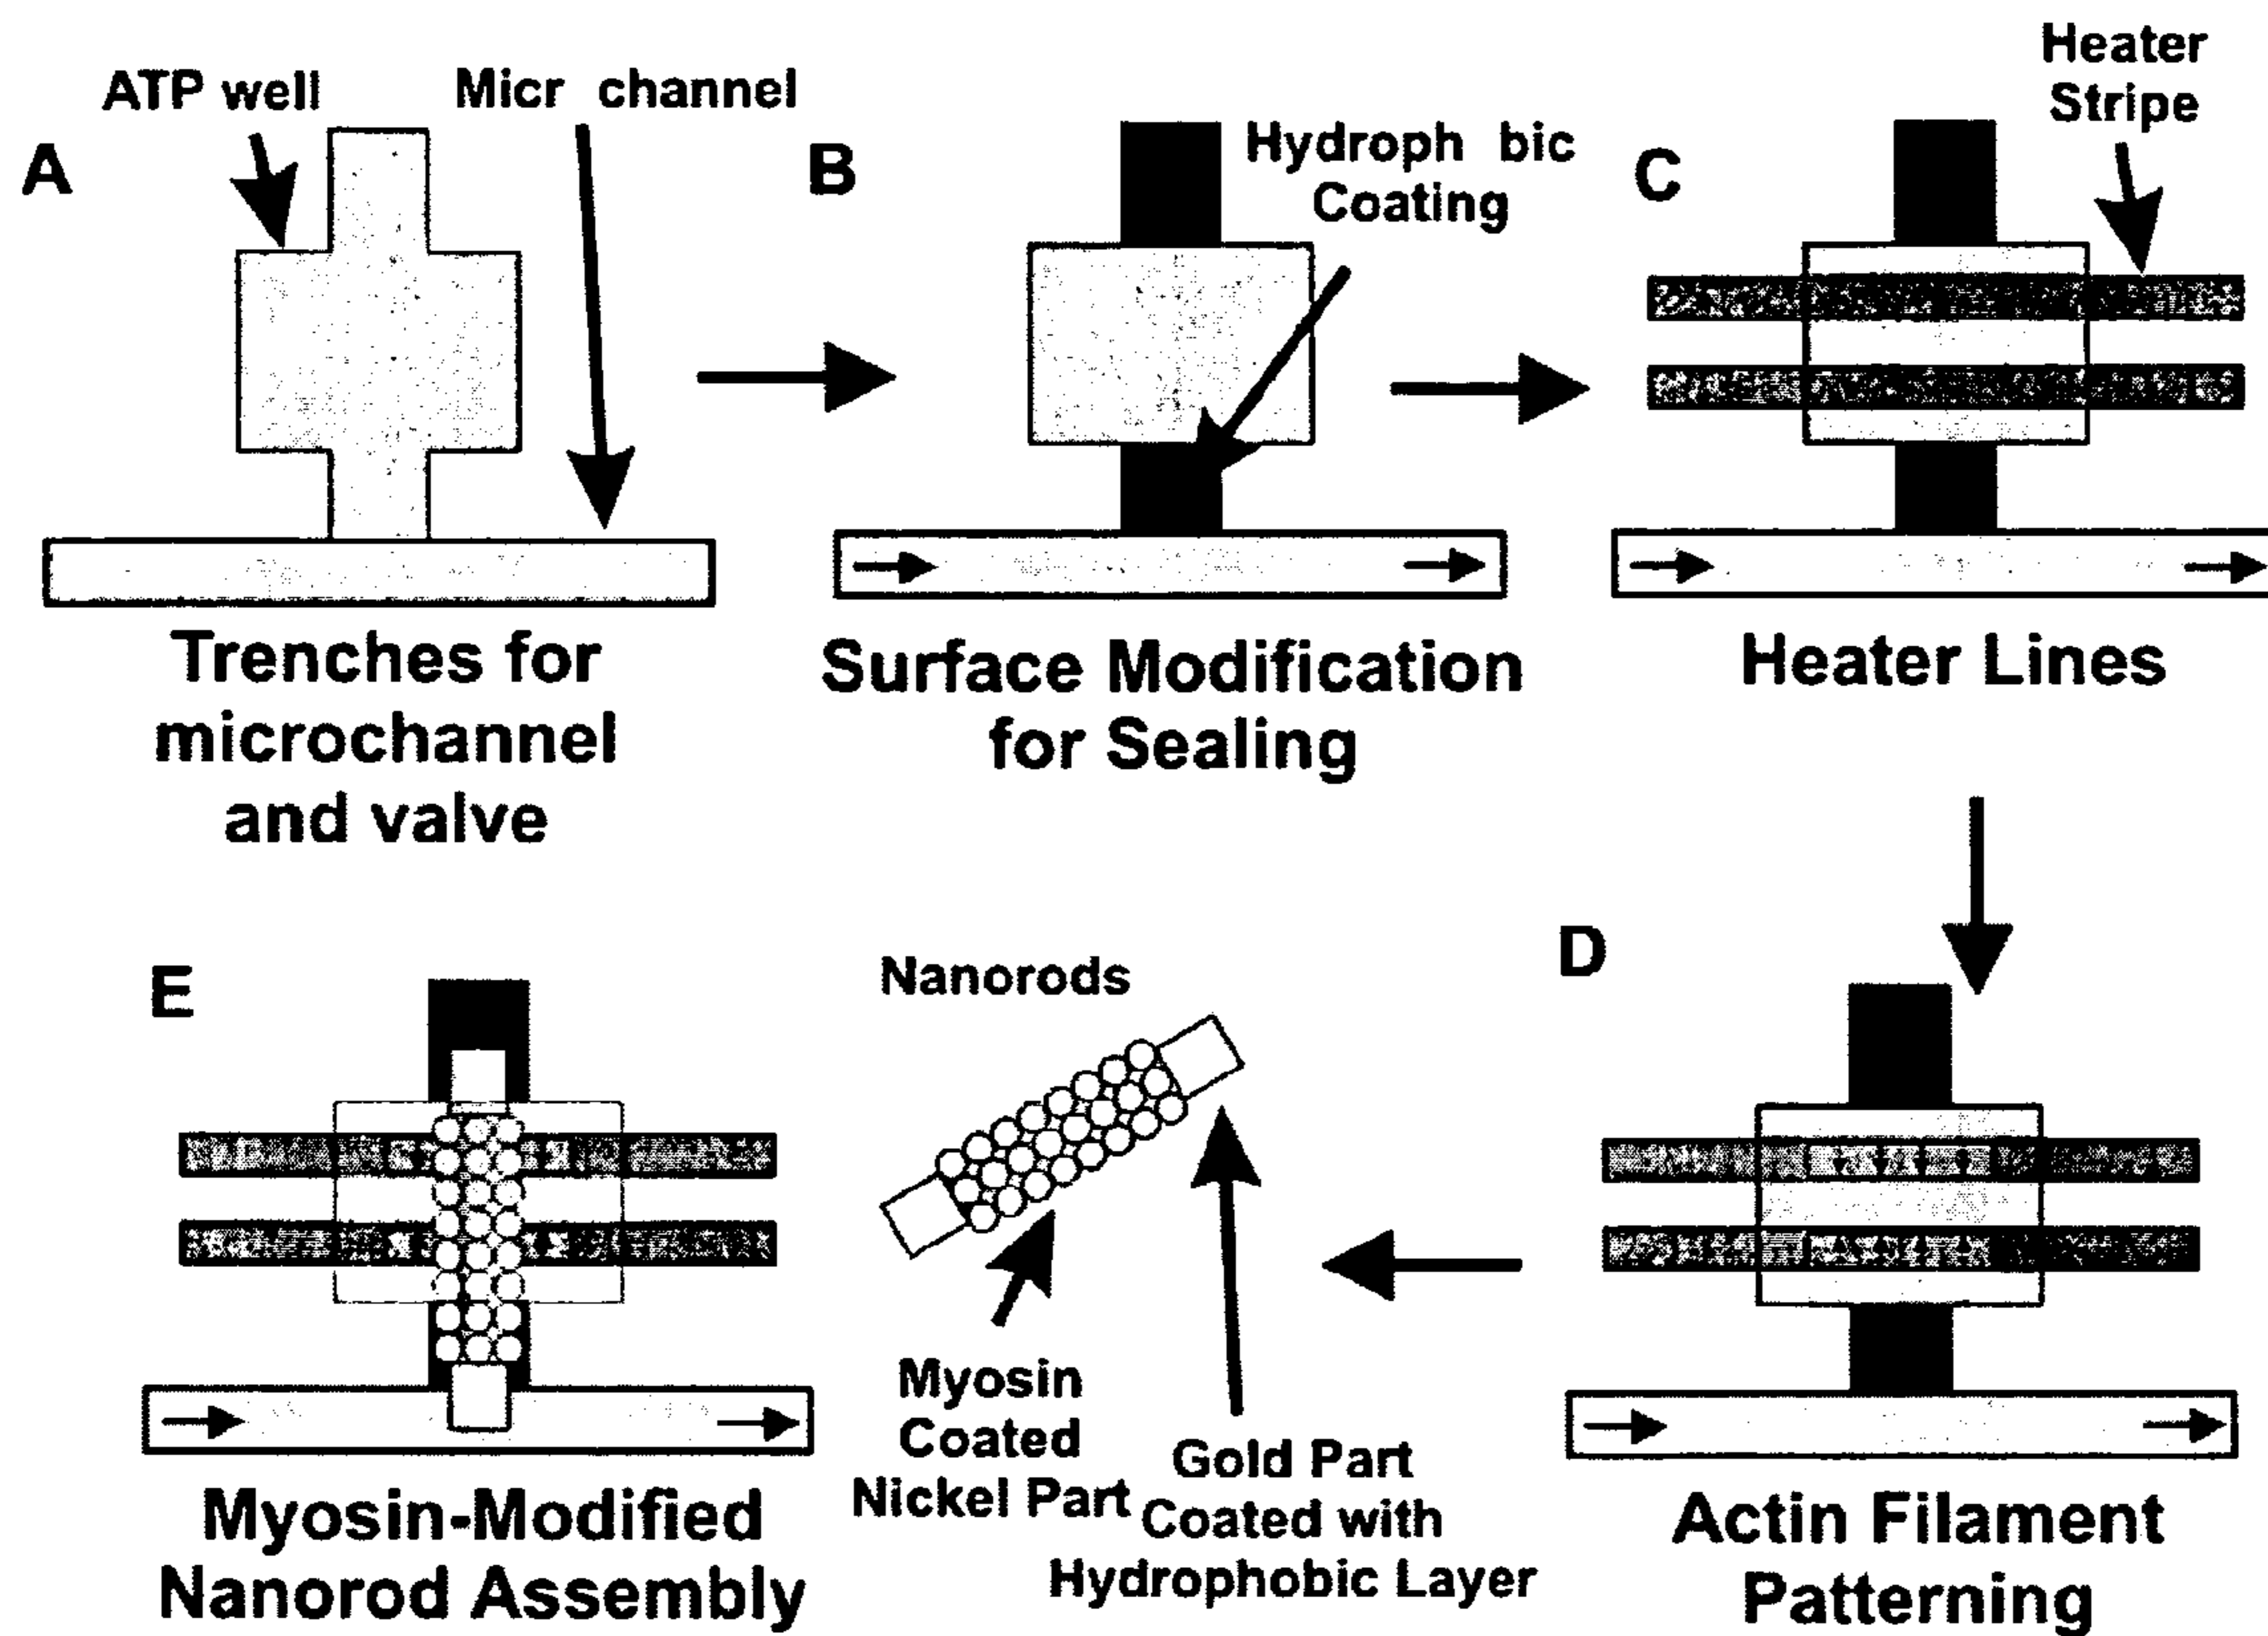 A
ATP well
Micr channel
Trenches for
microchannel
and valve
B
Hydroph bic
Coating
Surface Modification
for Sealing
C
Heater
Stripe
Heater Lines
D
Actin Filament
Patterning
Nanorods
Myosin
Coated
Nickel Part
Gold Part
Coated with
Hydrophobic Layer
E
Myosin-Modified
Nanorod Assembly